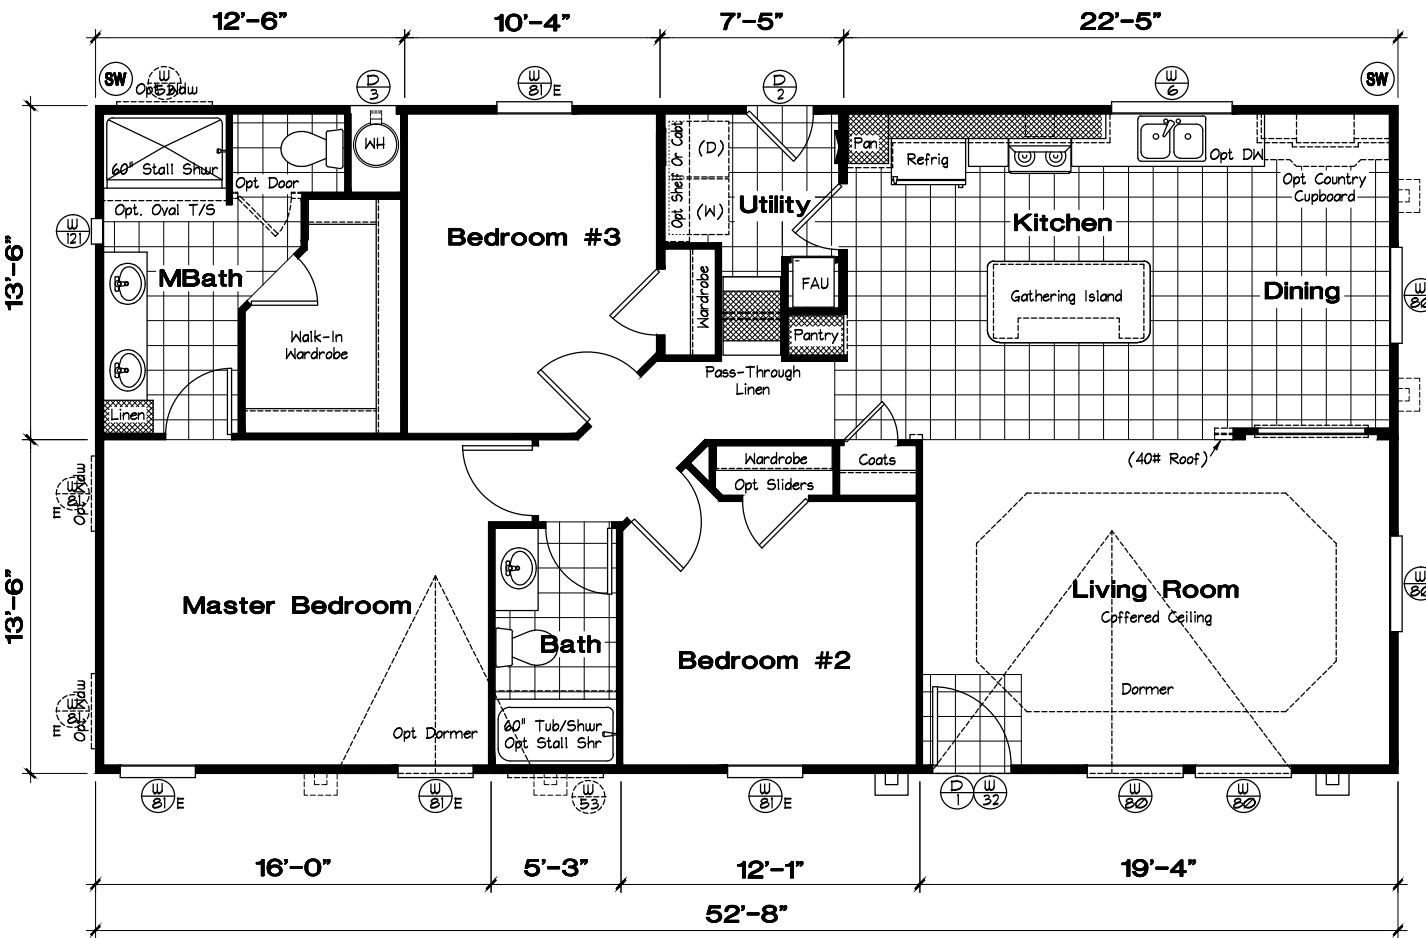 12'-6"
10'-4"
7'-5"
22'-5"
SW
W
Opt Sldw
D
3
W
81 E
D
2
W
6
SW
60" Stall Shwr
Opt Door
WH
Opt. Oval T/S
W
121
MBath
Walk-In
Wardrobe
Linen
Bedroom #3
Opt Shelf Or Cabt
(D)
(W)
Utility
Wardrobe
FAU
Pantry
Pass-Through
Linen
Pan
Refrig
Opt DW
Opt Country
Cupboard
Kitchen
Gathering Island
Dining
W
80
13'-6"
(40# Roof)
Wardrobe
Opt Sliders
Coats
W
81
E
Opt
W
81
E
Opt
13'-6"
Master Bedroom
Opt Dormer
Bath
60" Tub/Shwr
Opt Stall Shr
Bedroom #2
Living Room
Coffered Ceiling
Dormer
W
80
W
81 E
W
81 E
W
53
W
81 E
D
1
W
32
W
80
W
80
16'-0"
5'-3"
12'-1"
19'-4"
52'-8"